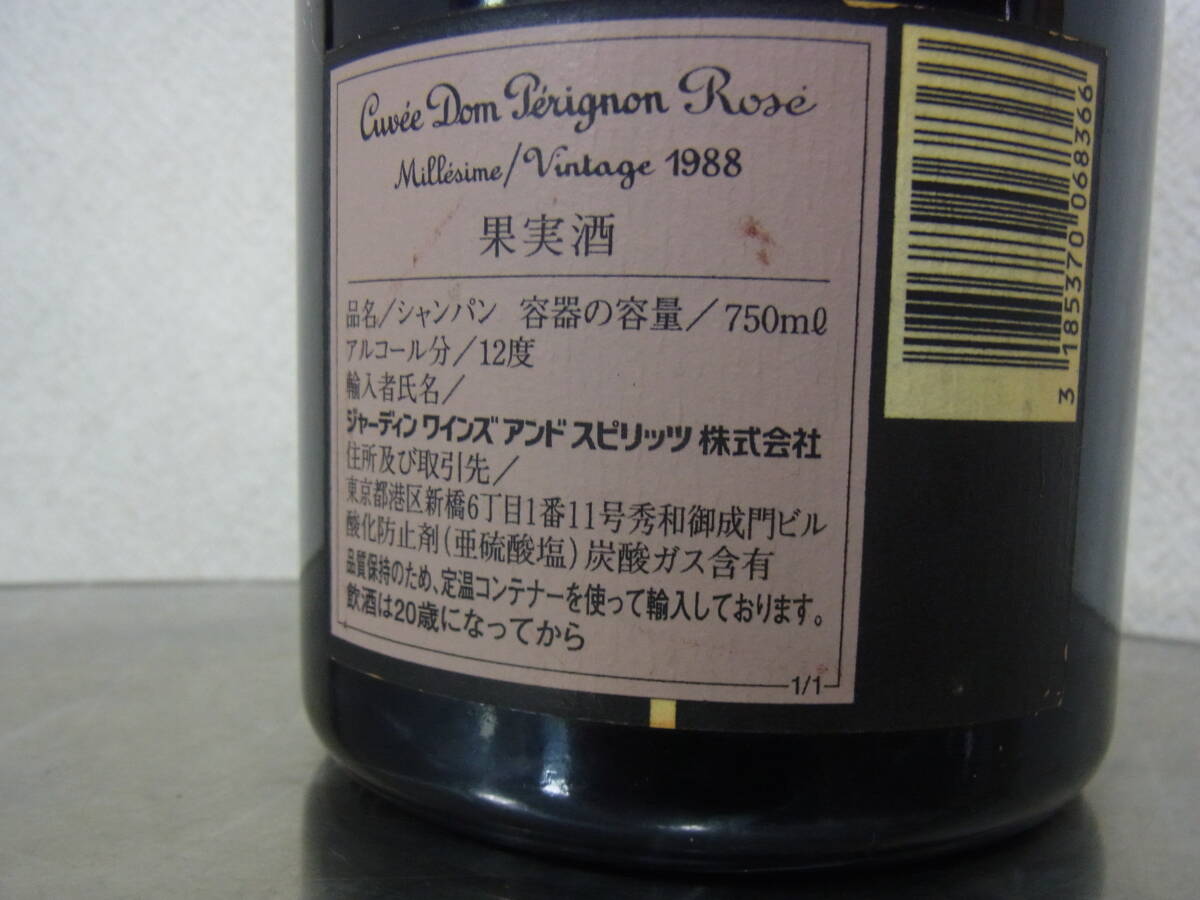 Cuvée Dom Pérignon Rosé
Millésime/Vintage 1988
果実酒
品名/シャンパン 容器の容量/750mℓ
アルコール分/12度
輸入者氏名/
ジャーディン ワインズ アンド スピリッツ 株式会社
住所及び取引先/
東京都港区新橋6丁目1番11号秀和御成門ビル
酸化防止剤(亜硫酸塩)炭酸ガス含有
品質保持のため、定温コンテナーを使って輸入しております。
飲酒は20歳になってから
1/1
3 185370 068366